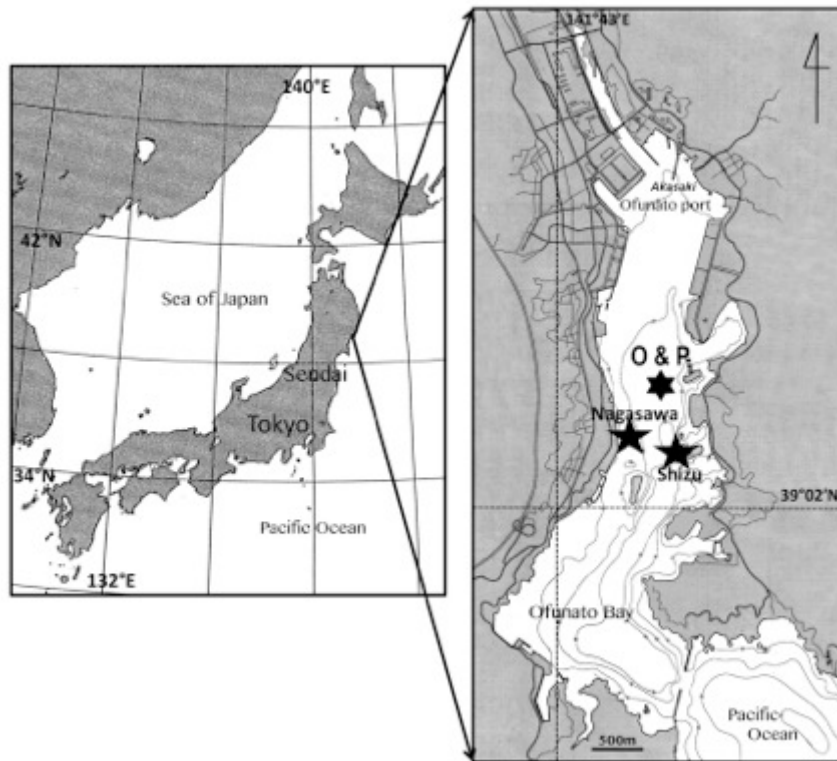 140°E
42°N
Sea of Japan
Sendai
Tokyo
34°N
Pacific Ocean
132°E
141°43'E
Akasaki
Ofunato port
O & P
Nagasawa
Shizu
39°02'N
Ofunato Bay
Pacific
Ocean
500m